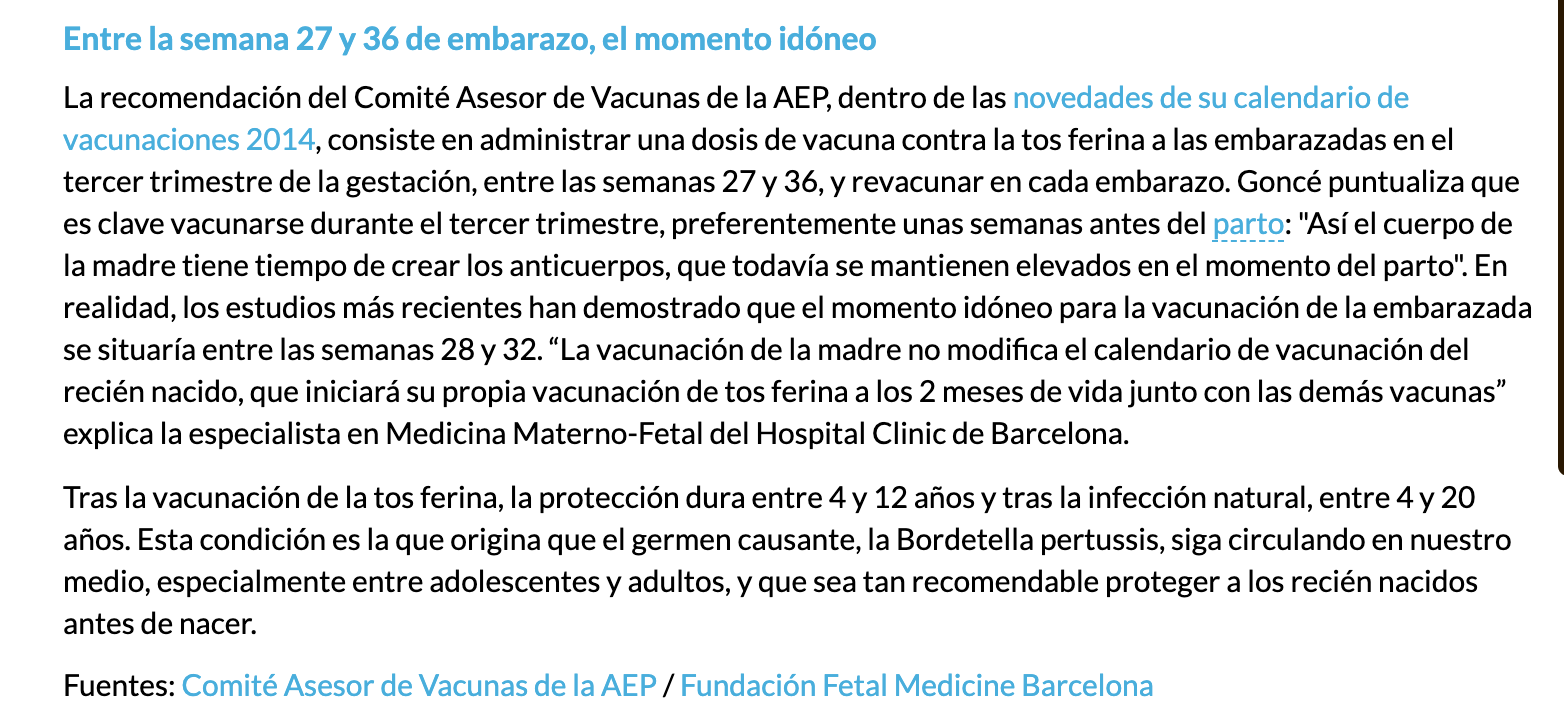 Entre la semana 27 y 36 de embarazo, el momento idóneo
La recomendación del Comité Asesor de Vacunas de la AEP, dentro de las novedades de su calendario de
vacunaciones 2014, consiste en administrar una dosis de vacuna contra la tos ferina a las embarazadas en el
tercer trimestre de la gestación, entre las semanas 27 y 36, y revacunar en cada embarazo. Goncé puntualiza que
es clave vacunarse durante el tercer trimestre, preferentemente unas semanas antes del parto: "Así el cuerpo de
la madre tiene tiempo de crear los anticuerpos, que todavía se mantienen elevados en el momento del parto". En
realidad, los estudios más recientes han demostrado que el momento idóneo para la vacunación de la embarazada
se situaría entre las semanas 28 y 32. “La vacunación de la madre no modifica el calendario de vacunación del
recién nacido, que iniciará su propia vacunación de tos ferina a los 2 meses de vida junto con las demás vacunas”
explica la especialista en Medicina Materno-Fetal del Hospital Clinic de Barcelona.
Tras la vacunación de la tos ferina, la protección dura entre 4 y 12 años y tras la infección natural, entre 4 y 20
años. Esta condición es la que origina que el germen causante, la Bordetella pertussis, siga circulando en nuestro
medio, especialmente entre adolescentes y adultos, y que sea tan recomendable proteger a los recién nacidos
antes de nacer.
Fuentes: Comité Asesor de Vacunas de la AEP / Fundación Fetal Medicine Barcelona